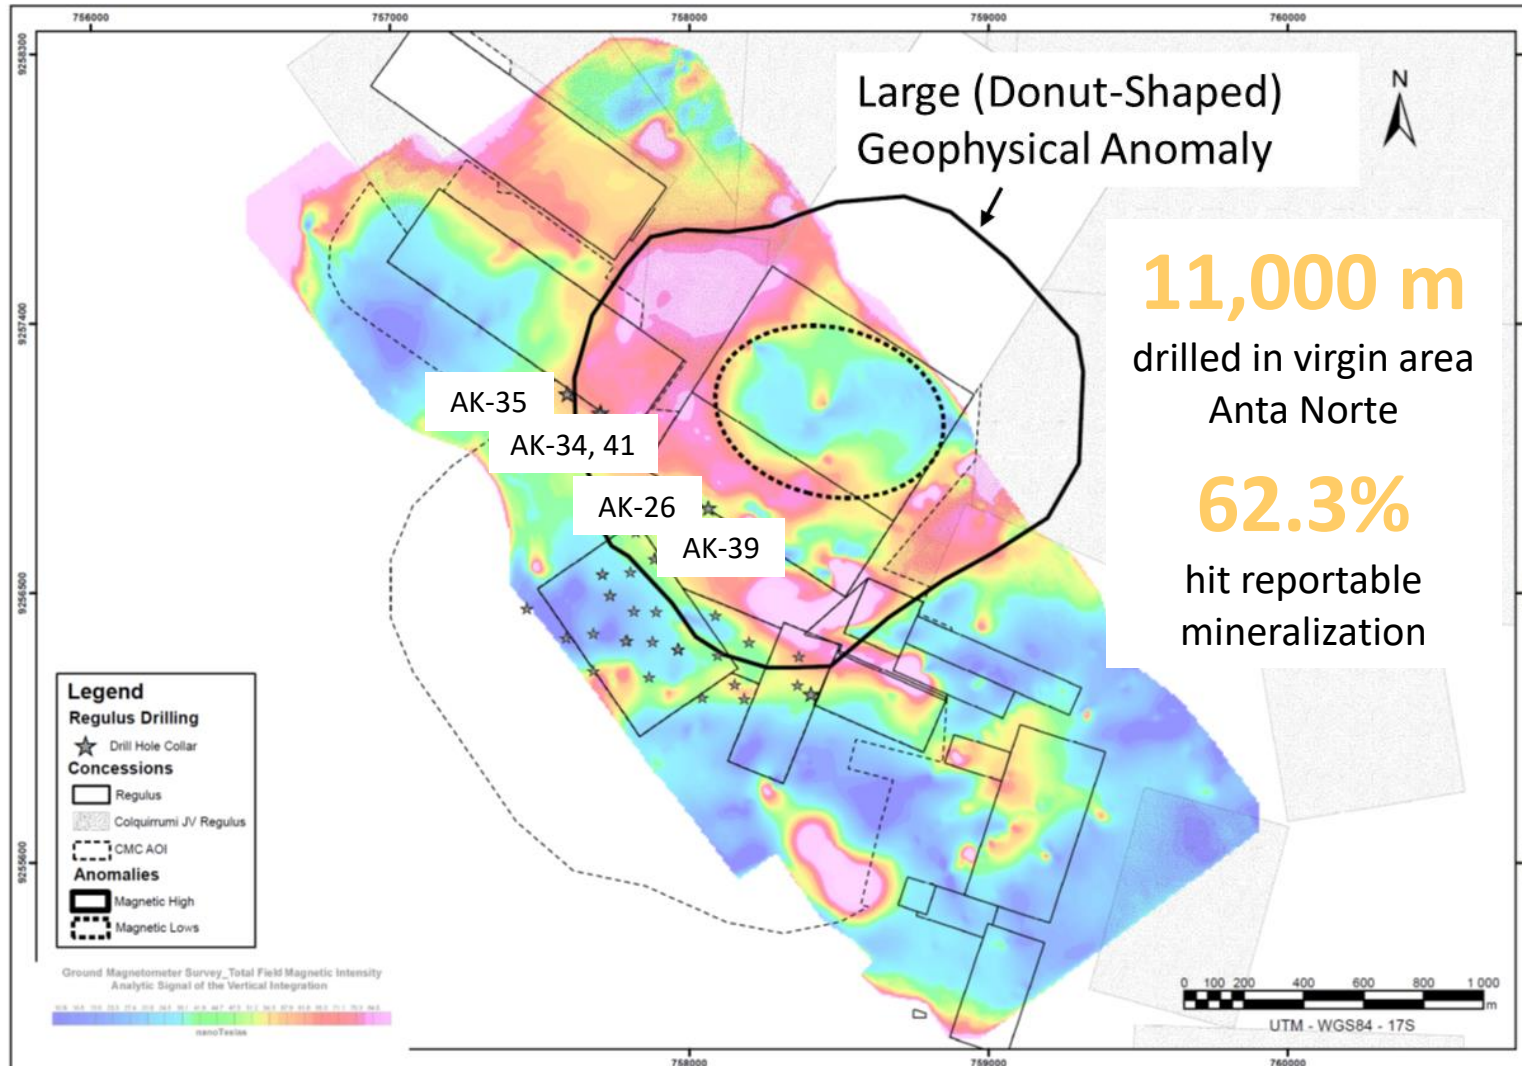 756000
757000
758000
759000
760000
9258300
9257400
9256500
9255600
Large (Donut-Shaped)
Geophysical Anomaly
N
11,000 m
drilled in virgin area
Anta Norte
62.3%
hit reportable
mineralization
AK-35
AK-34, 41
AK-26
AK-39
Legend
Regulus Drilling
Drill Hole Collar
Concessions
Regulus
Colquirrumi JV Regulus
CMC AOI
Anomalies
Magnetic High
Magnetic Lows
Ground Magnetometer Survey_Total Field Magnetic Intensity
Analytic Signal of the Vertical Integration
nanoTeslas
0 100 200 400 600 800 1 000
m
UTM - WGS84 - 17S
758000
759000
760000